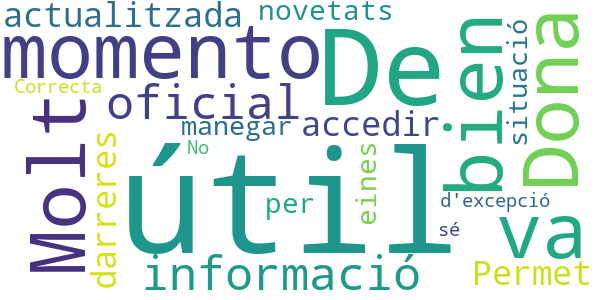 actualitzada
novetats
momento
De
bien
Dona
situació
Correcta
oficial
Molt
manegar
accedir
darreres
No
útil
eines
per
d'excepció
sé
va
informació
Permet